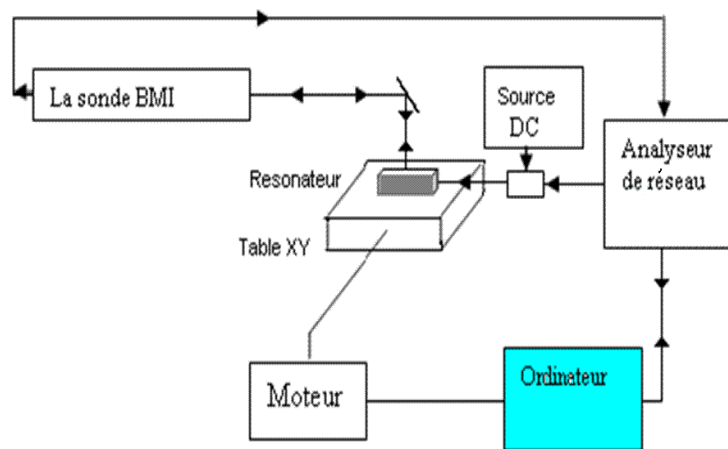 La sonde BMI
Source
DC
Analyseur
de réseau
Resonateur
Table XY
Moteur
Ordinateur